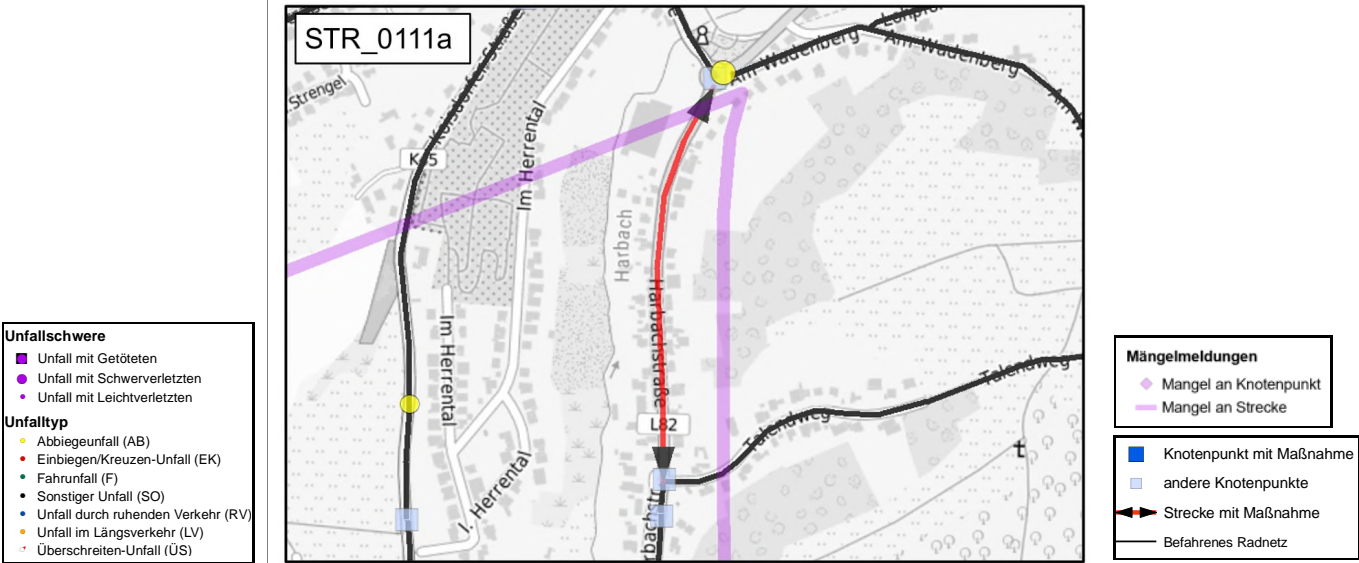 STR_0111a
Unfallschwere
Unfall mit Getöteten
Unfall mit Schwerverletzten
Unfall mit Leichtverletzten
Unfalltyp
Abbiegeunfall (AB)
Einbiegen/Kreuzen-Unfall (EK)
Fahrunfall (F)
Sonstiger Unfall (SO)
Unfall durch ruhenden Verkehr (RV)
Unfall im Längsverkehr (LV)
Überschreiten-Unfall (ÜS)
Strengel
Im Herrental
Im Herrental
I. Herrental
Harbach
Harbachstraße
L82
rbachstr
Am Wadenberg
Am-Wadenberg
Talendweg
Talendweg
Mängelmeldungen
Mangel an Knotenpunkt
Mangel an Strecke
Knotenpunkt mit Maßnahme
andere Knotenpunkte
Strecke mit Maßnahme
Befahrenes Radnetz